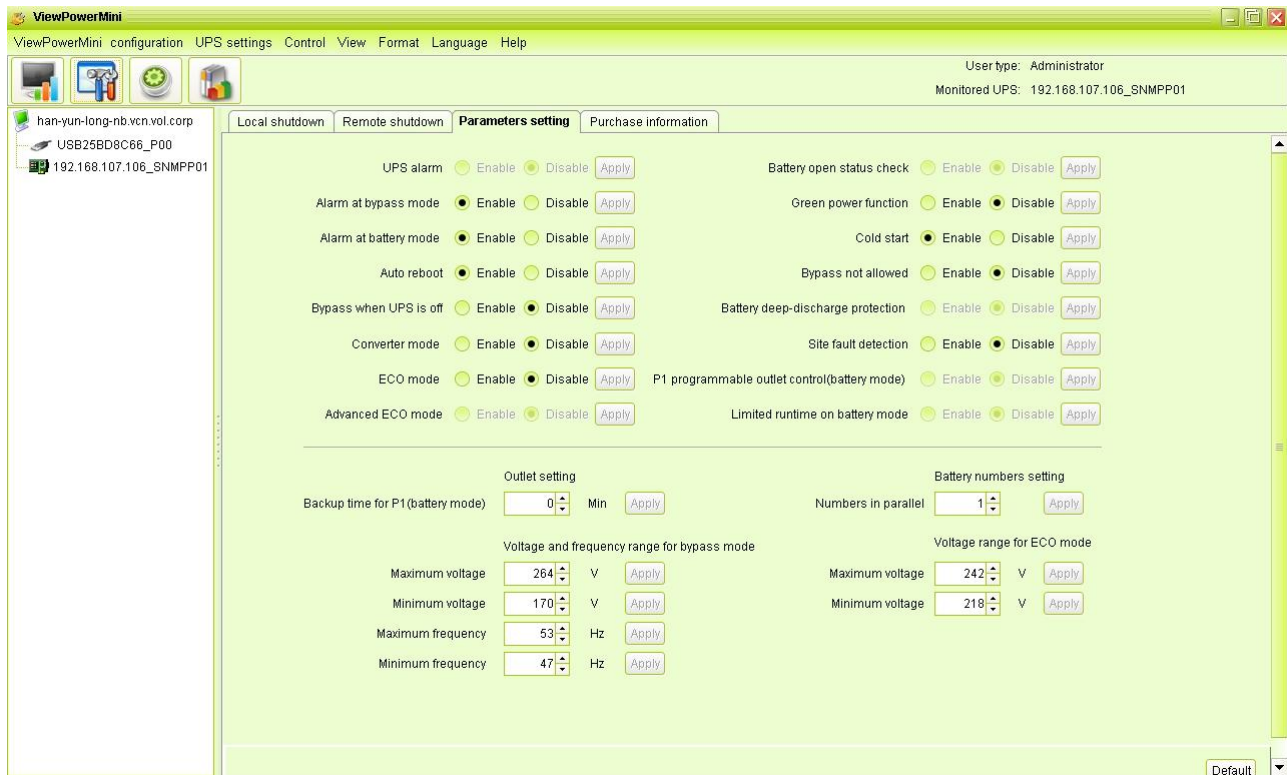 ViewPowerMini
ViewPowerMini configuration UPS settings Control View Format Language Help
User type: Administrator
Monitored UPS: 192.168.107.106_SNMPP01
han-yun-long-nb.vcn.vol.corp
USB25BD8C66_P00
192.168.107.106_SNMPP01
Local shutdown Remote shutdown Parameters setting Purchase information
UPS alarm Enable Disable Apply Battery open status check Enable Disable Apply
Alarm at bypass mode Enable Disable Apply Green power function Enable Disable Apply
Alarm at battery mode Enable Disable Apply Cold start Enable Disable Apply
Auto reboot Enable Disable Apply Bypass not allowed Enable Disable Apply
Bypass when UPS is off Enable Disable Apply Battery deep-discharge protection Enable Disable Apply
Converter mode Enable Disable Apply Site fault detection Enable Disable Apply
ECO mode Enable Disable Apply P1 programmable outlet control(battery mode) Enable Disable Apply
Advanced ECO mode Enable Disable Apply Limited runtime on battery mode Enable Disable Apply
Outlet setting Battery numbers setting
Backup time for P1(battery mode) 0 Min Apply Numbers in parallel 1 Apply
Voltage and frequency range for bypass mode Voltage range for ECO mode
Maximum voltage 264 V Apply Maximum voltage 242 V Apply
Minimum voltage 170 V Apply Minimum voltage 218 V Apply
Maximum frequency 53 Hz Apply
Minimum frequency 47 Hz Apply
Default